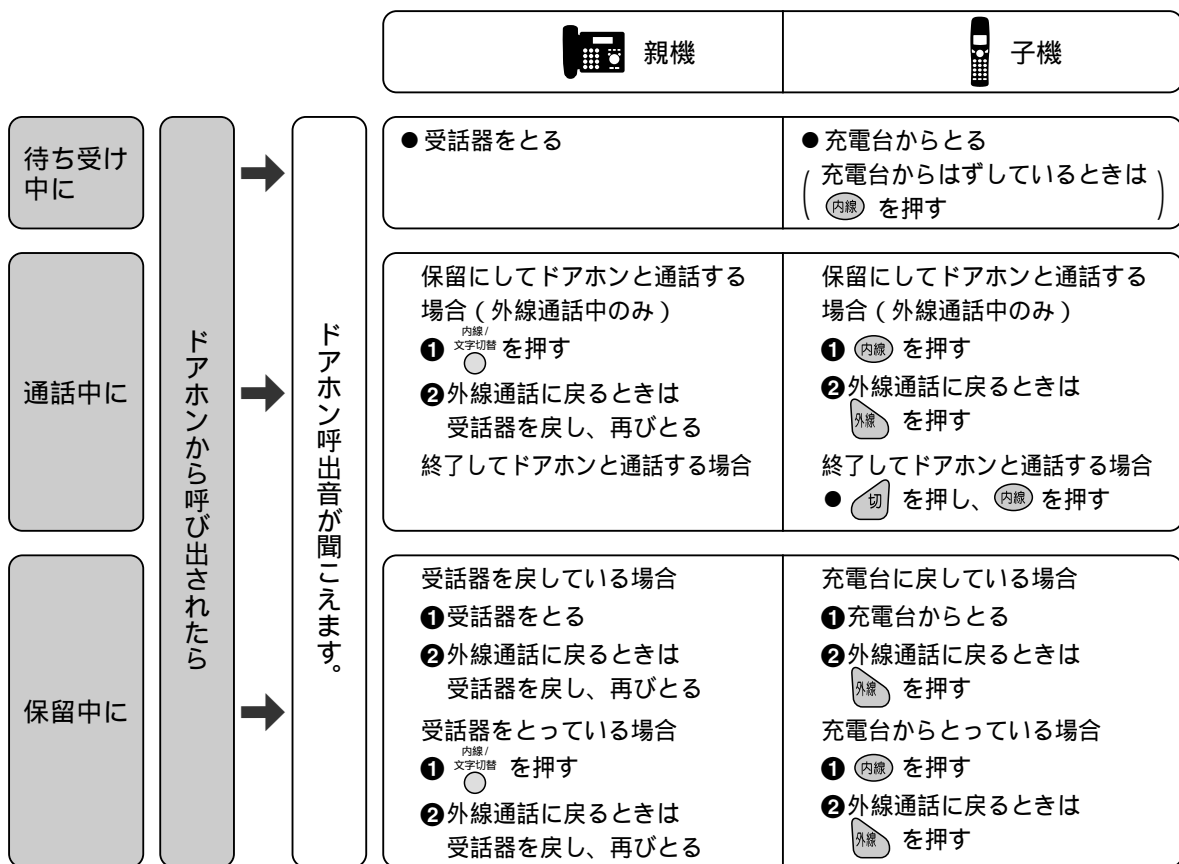 親機
子機
待ち受け
中に
通話中に
保留中に
ドアホンから呼び出されたら
ドアホン呼出音が聞こえます。
●受話器をとる
●充電台からとる
(充電台からはずしているときは
内線 を押す)
保留にしてドアホンと通話する
場合(外線通話中のみ)
❶ 内線/
文字切替 を押す
❷外線通話に戻るときは
受話器を戻し、再びとる
終了してドアホンと通話する場合
保留にしてドアホンと通話する
場合(外線通話中のみ)
❶ 内線 を押す
❷外線通話に戻るときは
外線 を押す
終了してドアホンと通話する場合
● 切 を押し、内線 を押す
受話器を戻している場合
❶受話器をとる
❷外線通話に戻るときは
受話器を戻し、再びとる
受話器をとっている場合
❶ 内線/
文字切替 を押す
❷外線通話に戻るときは
受話器を戻し、再びとる
充電台に戻している場合
❶充電台からとる
❷外線通話に戻るときは
外線 を押す
充電台からとっている場合
❶ 内線 を押す
❷外線通話に戻るときは
外線 を押す